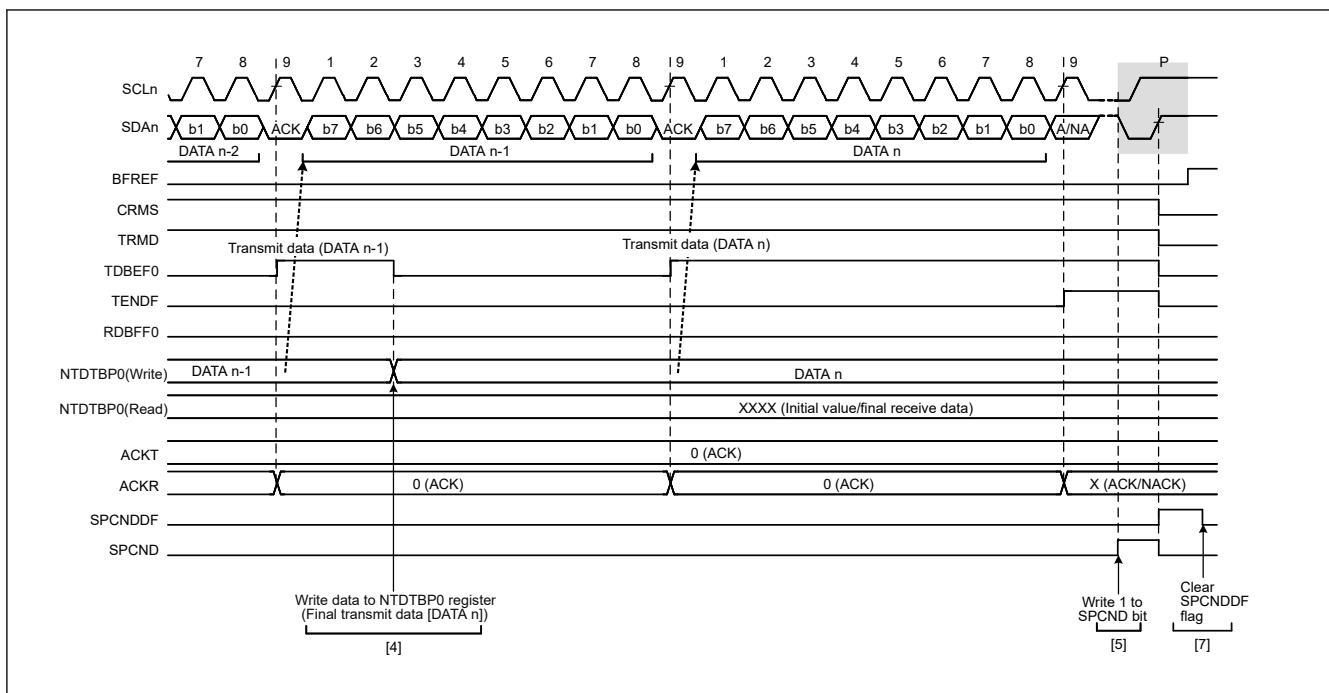 7 8 9 1 2 3 4 5 6 7 8 9 1 2 3 4 5 6 7 8 9 P
SCLn
SDAn b1 b0 ACK b7 b6 b5 b4 b3 b2 b1 b0 ACK b7 b6 b5 b4 b3 b2 b1 b0 A/NA
DATA n-2 DATA n-1 DATA n
BFREF
CRMS
TRMD
Transmit data (DATA n-1) Transmit data (DATA n)
TDBEF0
TENDF
RDBFF0
NTDTBP0(Write) DATA n-1 DATA n
NTDTBP0(Read) XXXX (Initial value/final receive data)
ACKT 0 (ACK)
ACKR 0 (ACK) 0 (ACK) X (ACK/NACK)
SPCNDDF
SPCND
Write data to NTDTBP0 register
(Final transmit data [DATA n])
[4]
Write 1 to
SPCND bit
[5]
Clear
SPCNDDF
flag
[7]